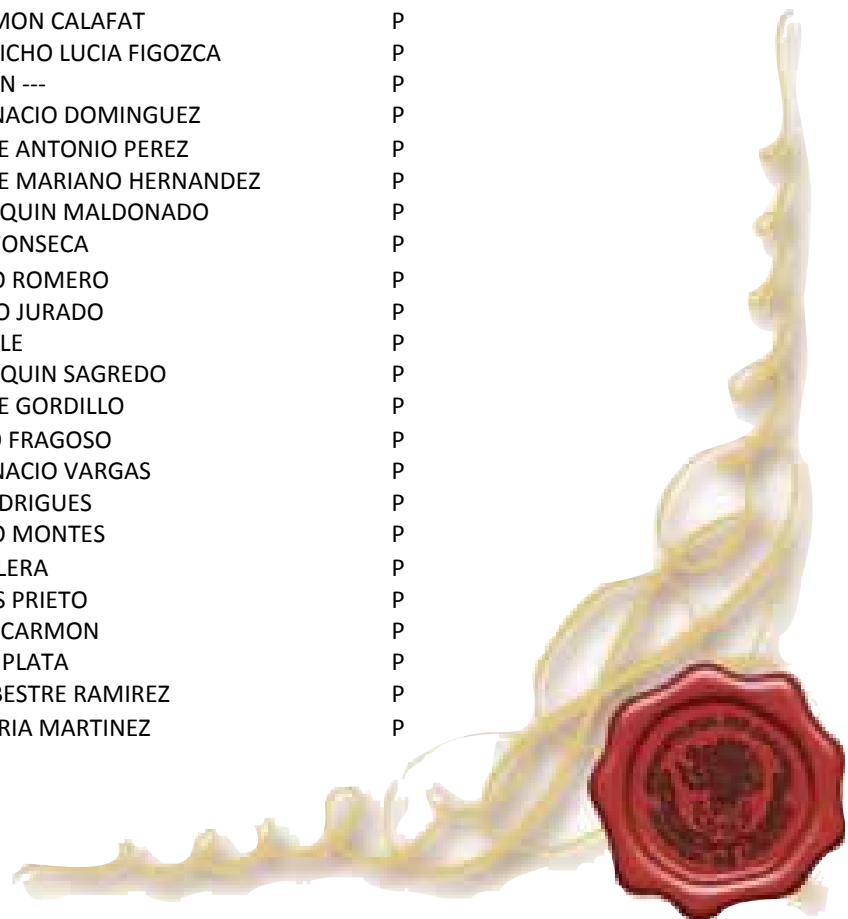 MON CALAFAT P
ICHO LUCIA FIGOZCA P
N --- P
NACIO DOMINGUEZ P
E ANTONIO PEREZ P
E MARIANO HERNANDEZ P
QUIN MALDONADO P
ONSECA P
O ROMERO P
O JURADO P
LE P
QUIN SAGREDO P
E GORDILLO P
O FRAGOSO P
NACIO VARGAS P
DRIGUES P
O MONTES P
LERA P
S PRIETO P
CARMON P
PLATA P
BESTRE RAMIREZ P
RIA MARTINEZ P